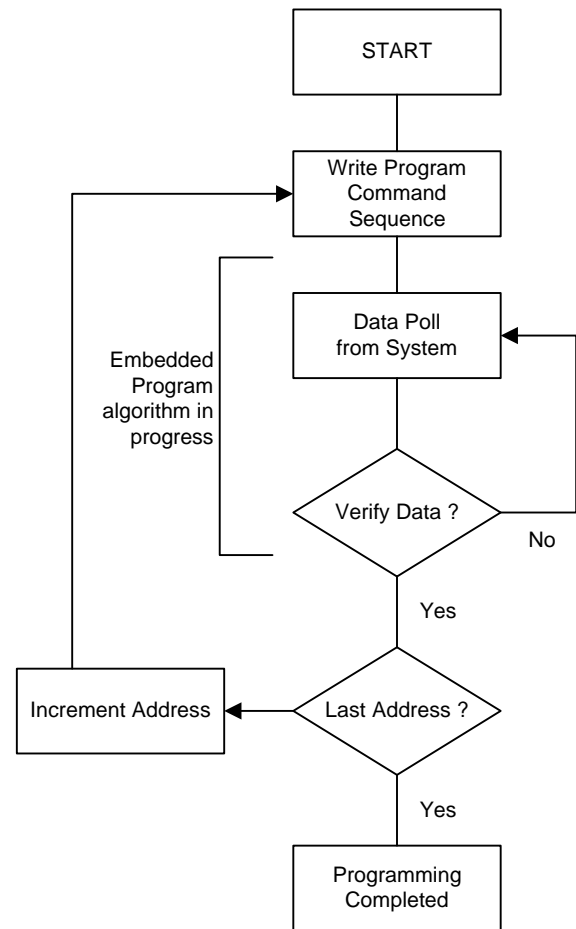 START
Write Program
Command
Sequence
Data Poll
from System
Embedded
Program
algorithm in
progress
Verify Data ?
No
Yes
Increment Address
Last Address ?
Yes
Programming
Completed